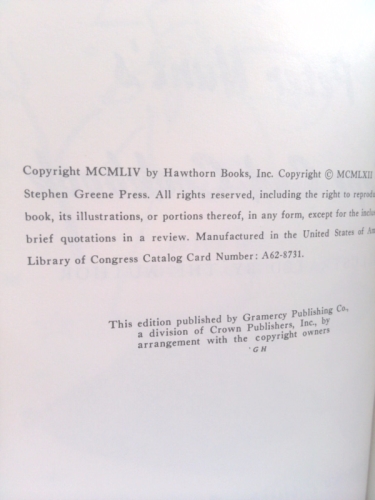 Copyright MCMLIV by Hawthorn Books, Inc. Copyright © MCMLXII
Stephen Greene Press. All rights reserved, including the right to
book, its illustrations, or portions thereof, in any form, except for the
brief quotations in a review. Manufactured in the United States of
Library of Congress Catalog Card Number: A62-8731.
This edition published by Gramercy Publishing Co.,
a division of Crown Publishers, Inc., by
arrangement with the copyright owners
GH